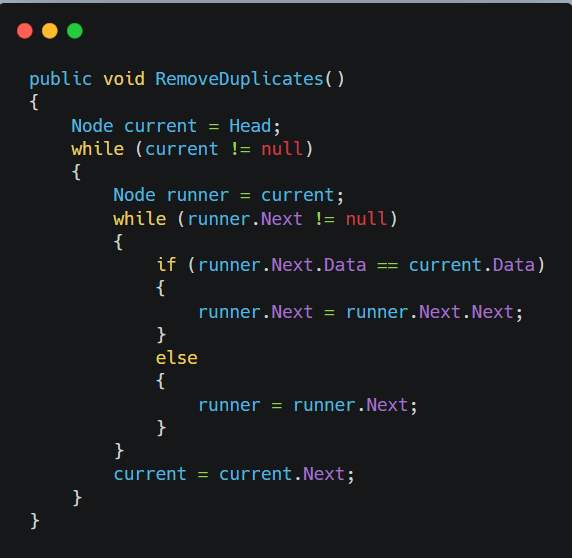 public void RemoveDuplicates()
{
    Node current = Head;
    while (current != null)
    {
        Node runner = current;
        while (runner.Next != null)
        {
            if (runner.Next.Data == current.Data)
            {
                runner.Next = runner.Next.Next;
            }
            else
            {
                runner = runner.Next;
            }
        }
        current = current.Next;
    }
}